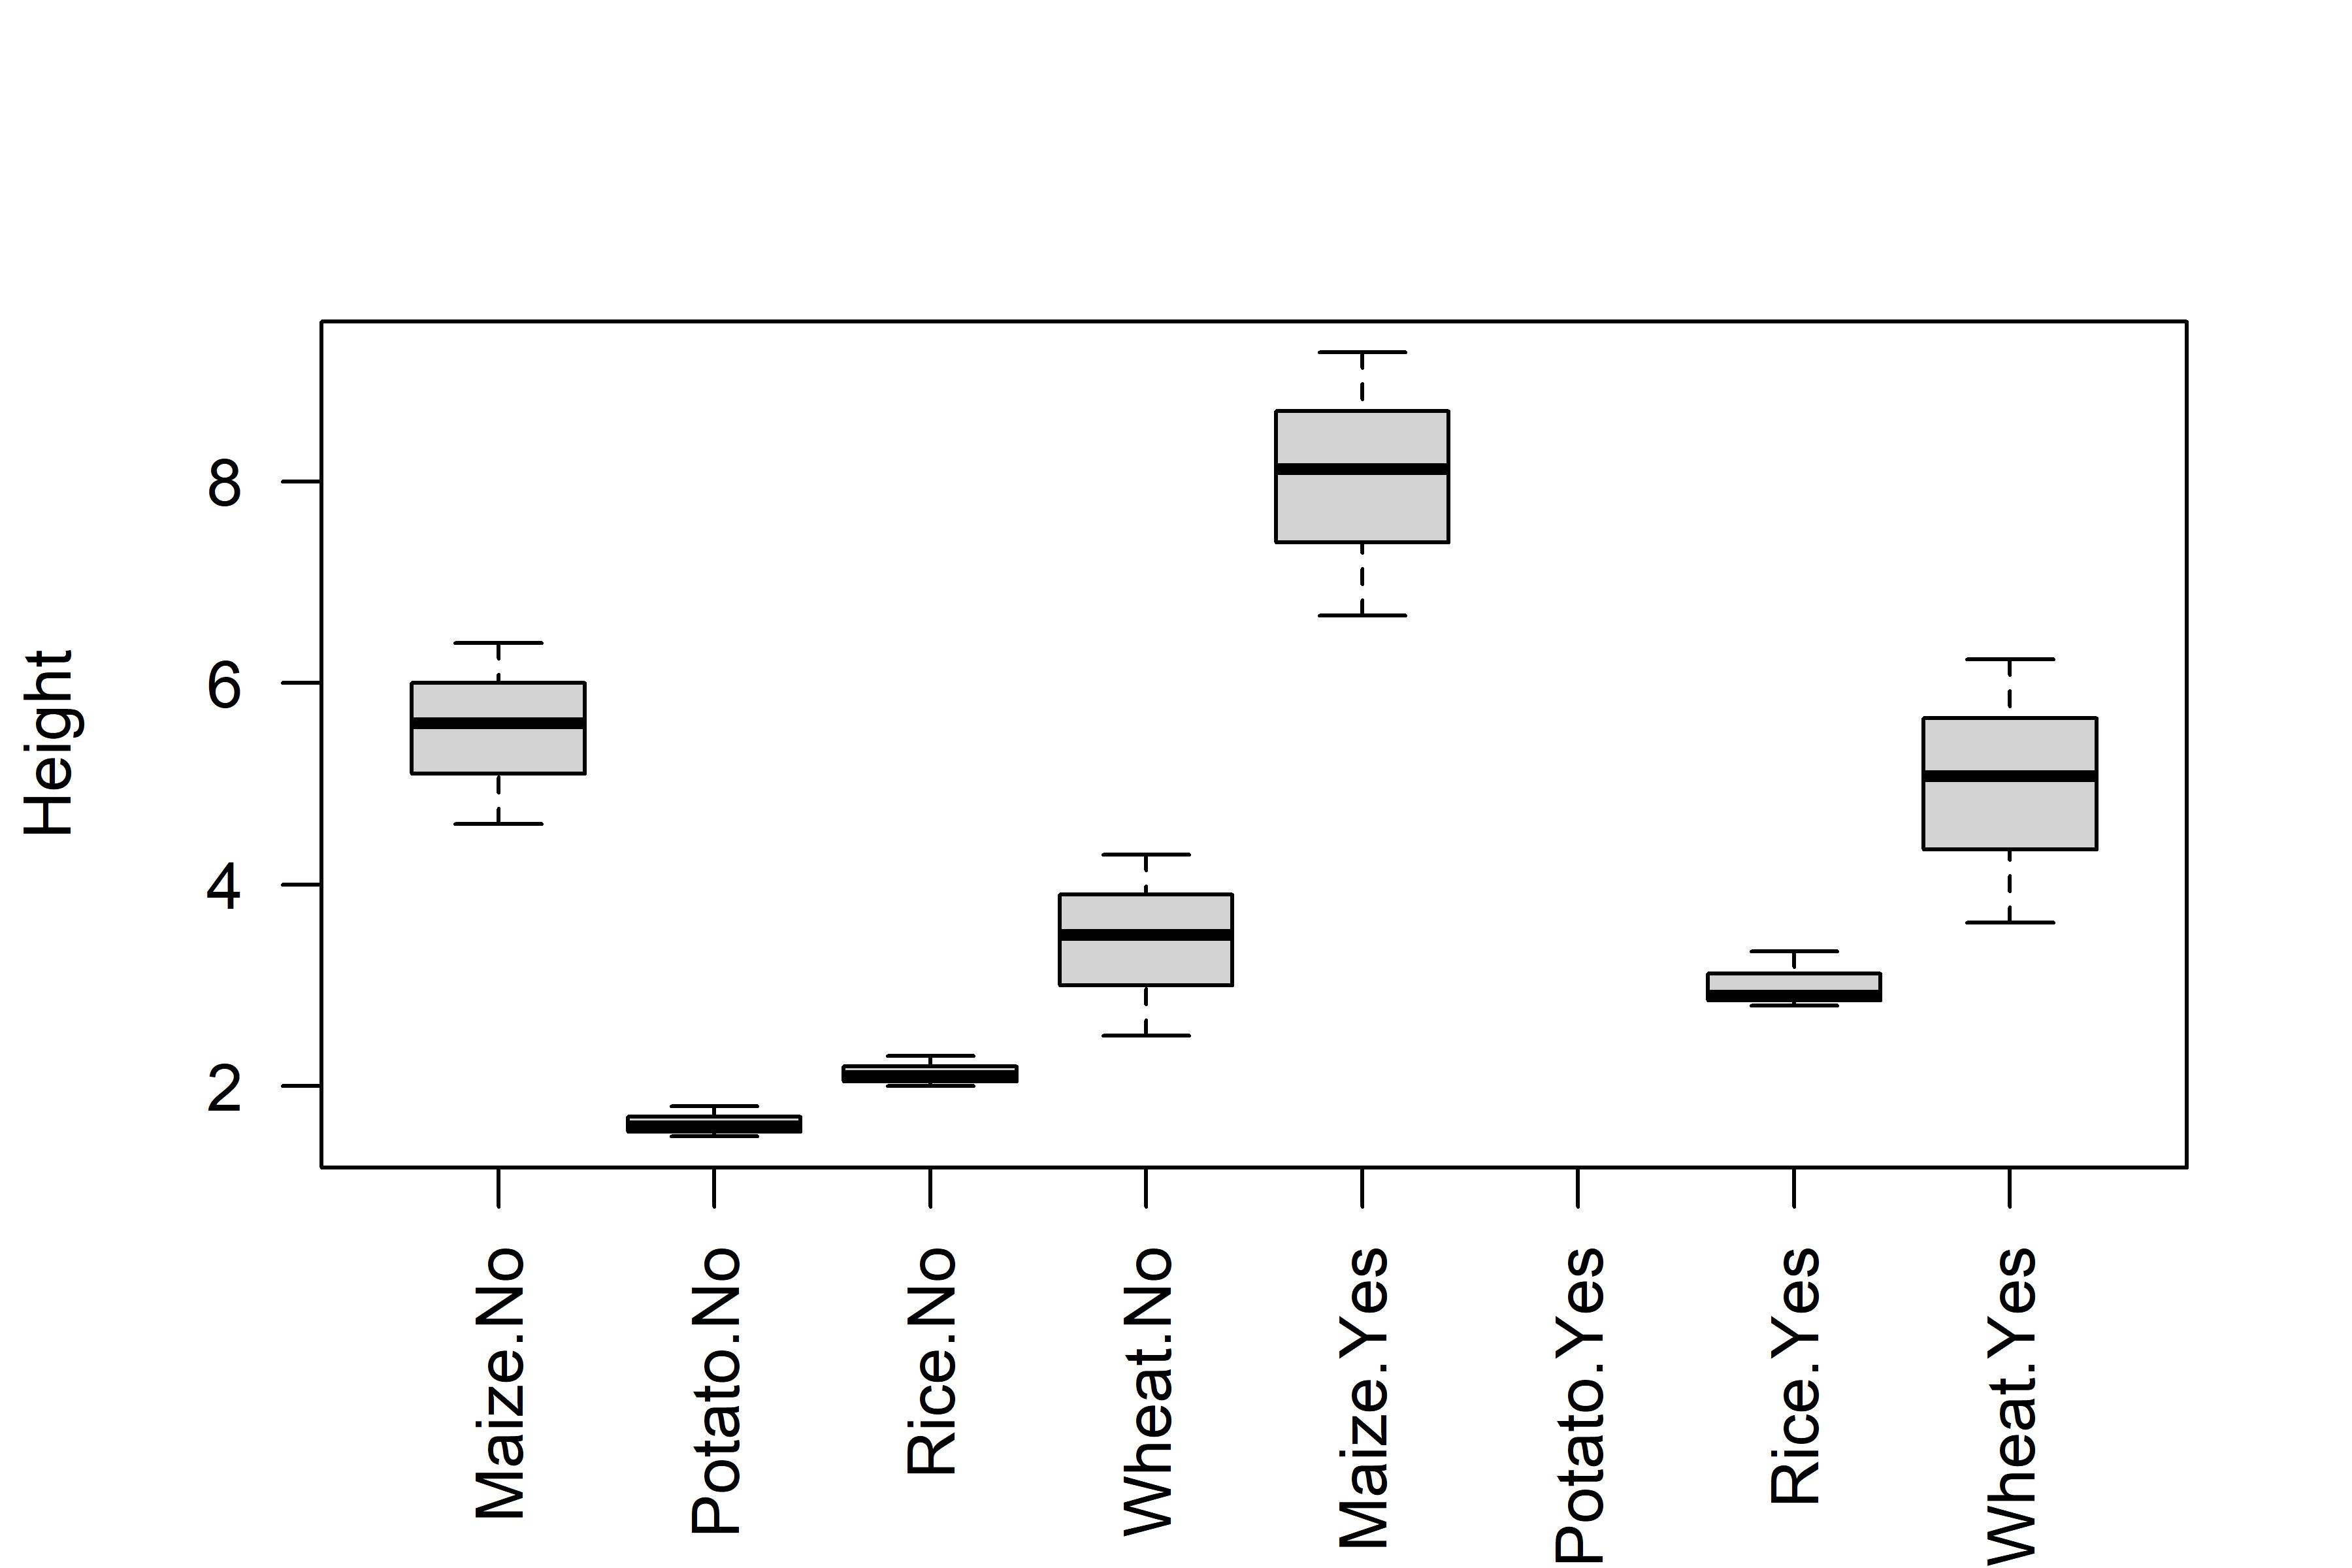 Height
8
6
4
2
Maize.No
Potato.No
Rice.No
Wheat.No
Maize.Yes
Potato.Yes
Rice.Yes
Wheat.Yes